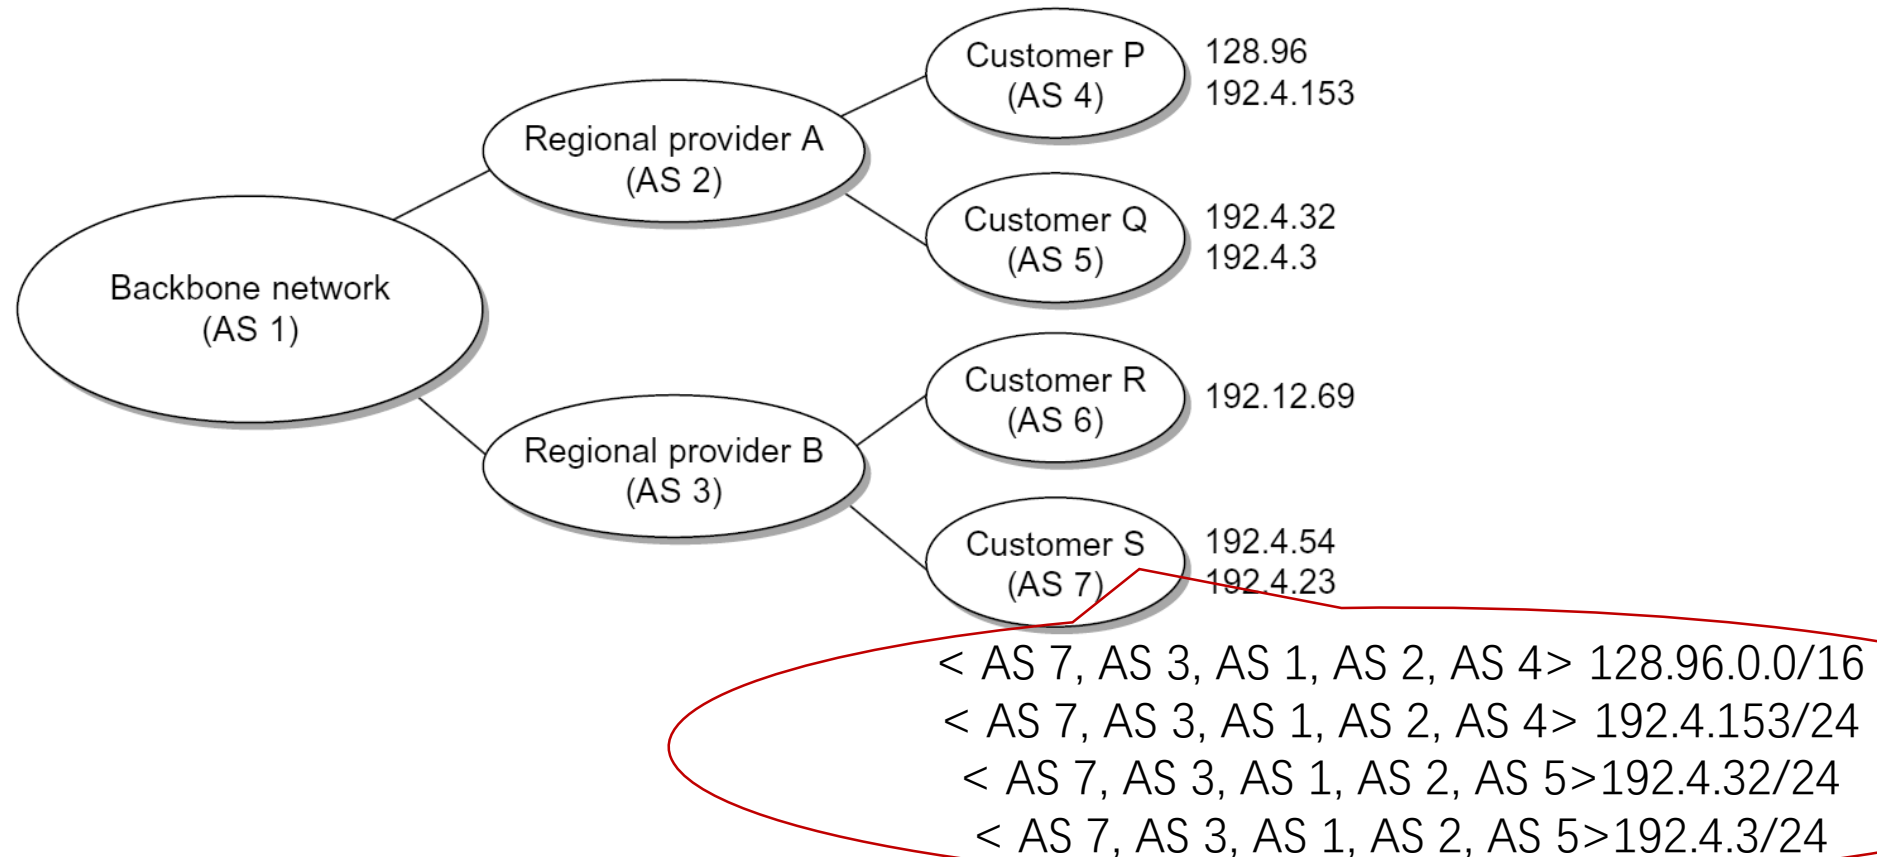 Customer P
(AS 4)
128.96
192.4.153
Regional provider A
(AS 2)
Customer Q
(AS 5)
192.4.32
192.4.3
Backbone network
(AS 1)
Customer R
(AS 6)
192.12.69
Regional provider B
(AS 3)
Customer S
(AS 7)
192.4.54
192.4.23
< AS 7, AS 3, AS 1, AS 2, AS 4> 128.96.0.0/16
< AS 7, AS 3, AS 1, AS 2, AS 4> 192.4.153/24
< AS 7, AS 3, AS 1, AS 2, AS 5>192.4.32/24
< AS 7, AS 3, AS 1, AS 2, AS 5>192.4.3/24